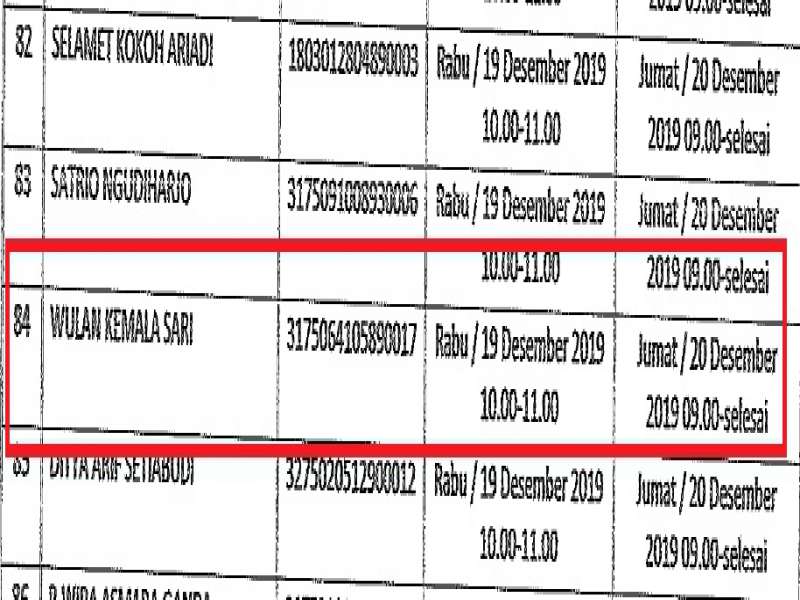 2019 09.00-selesai
82 SELAMET KOKOH ARIADI 1803012804890003 Rabu / 19 Desember 2019 Jumat / 20 Desember
10.00-11.00 2019 09.00-selesai
83 SATRIO NGUDIHARJO 3175091008930006 Rabu / 19 Desember 2019 Jumat / 20 Desember
10.00-11.00 2019 09.00-selesai
84 WULAN KEMALA SARI 3175064105890017 Rabu / 19 Desember 2019 Jumat / 20 Desember
10.00-11.00 2019 09.00-selesai
85 DITYA ARIF SETIABUDI 3275020512900012 Rabu / 19 Desember 2019 Jumat / 20 Desember
10.00-11.00 2019 09.00-selesai
86